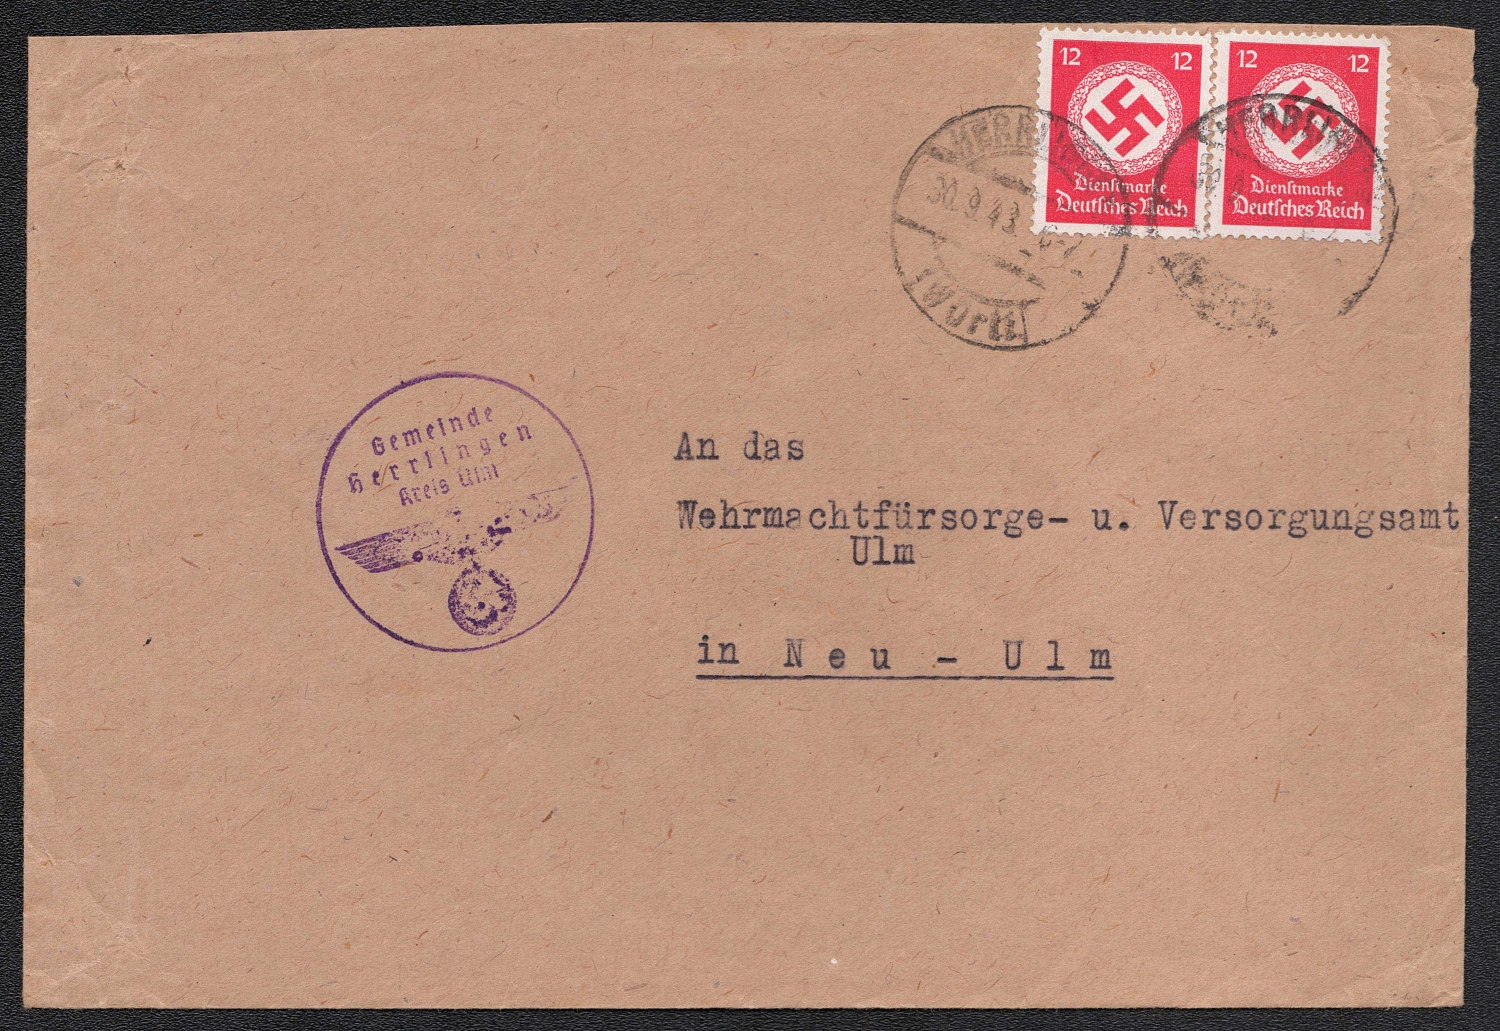 12 12
Dienstmarke
Deutsches Reich
12 12
Dienstmarke
Deutsches Reich
30.9.43
(Württ)
Gemeinde
Herrlingen
Kreis Ulm
An das
Wehrmachtfürsorge- u. Versorgungsamt
Ulm
in Neu - Ulm